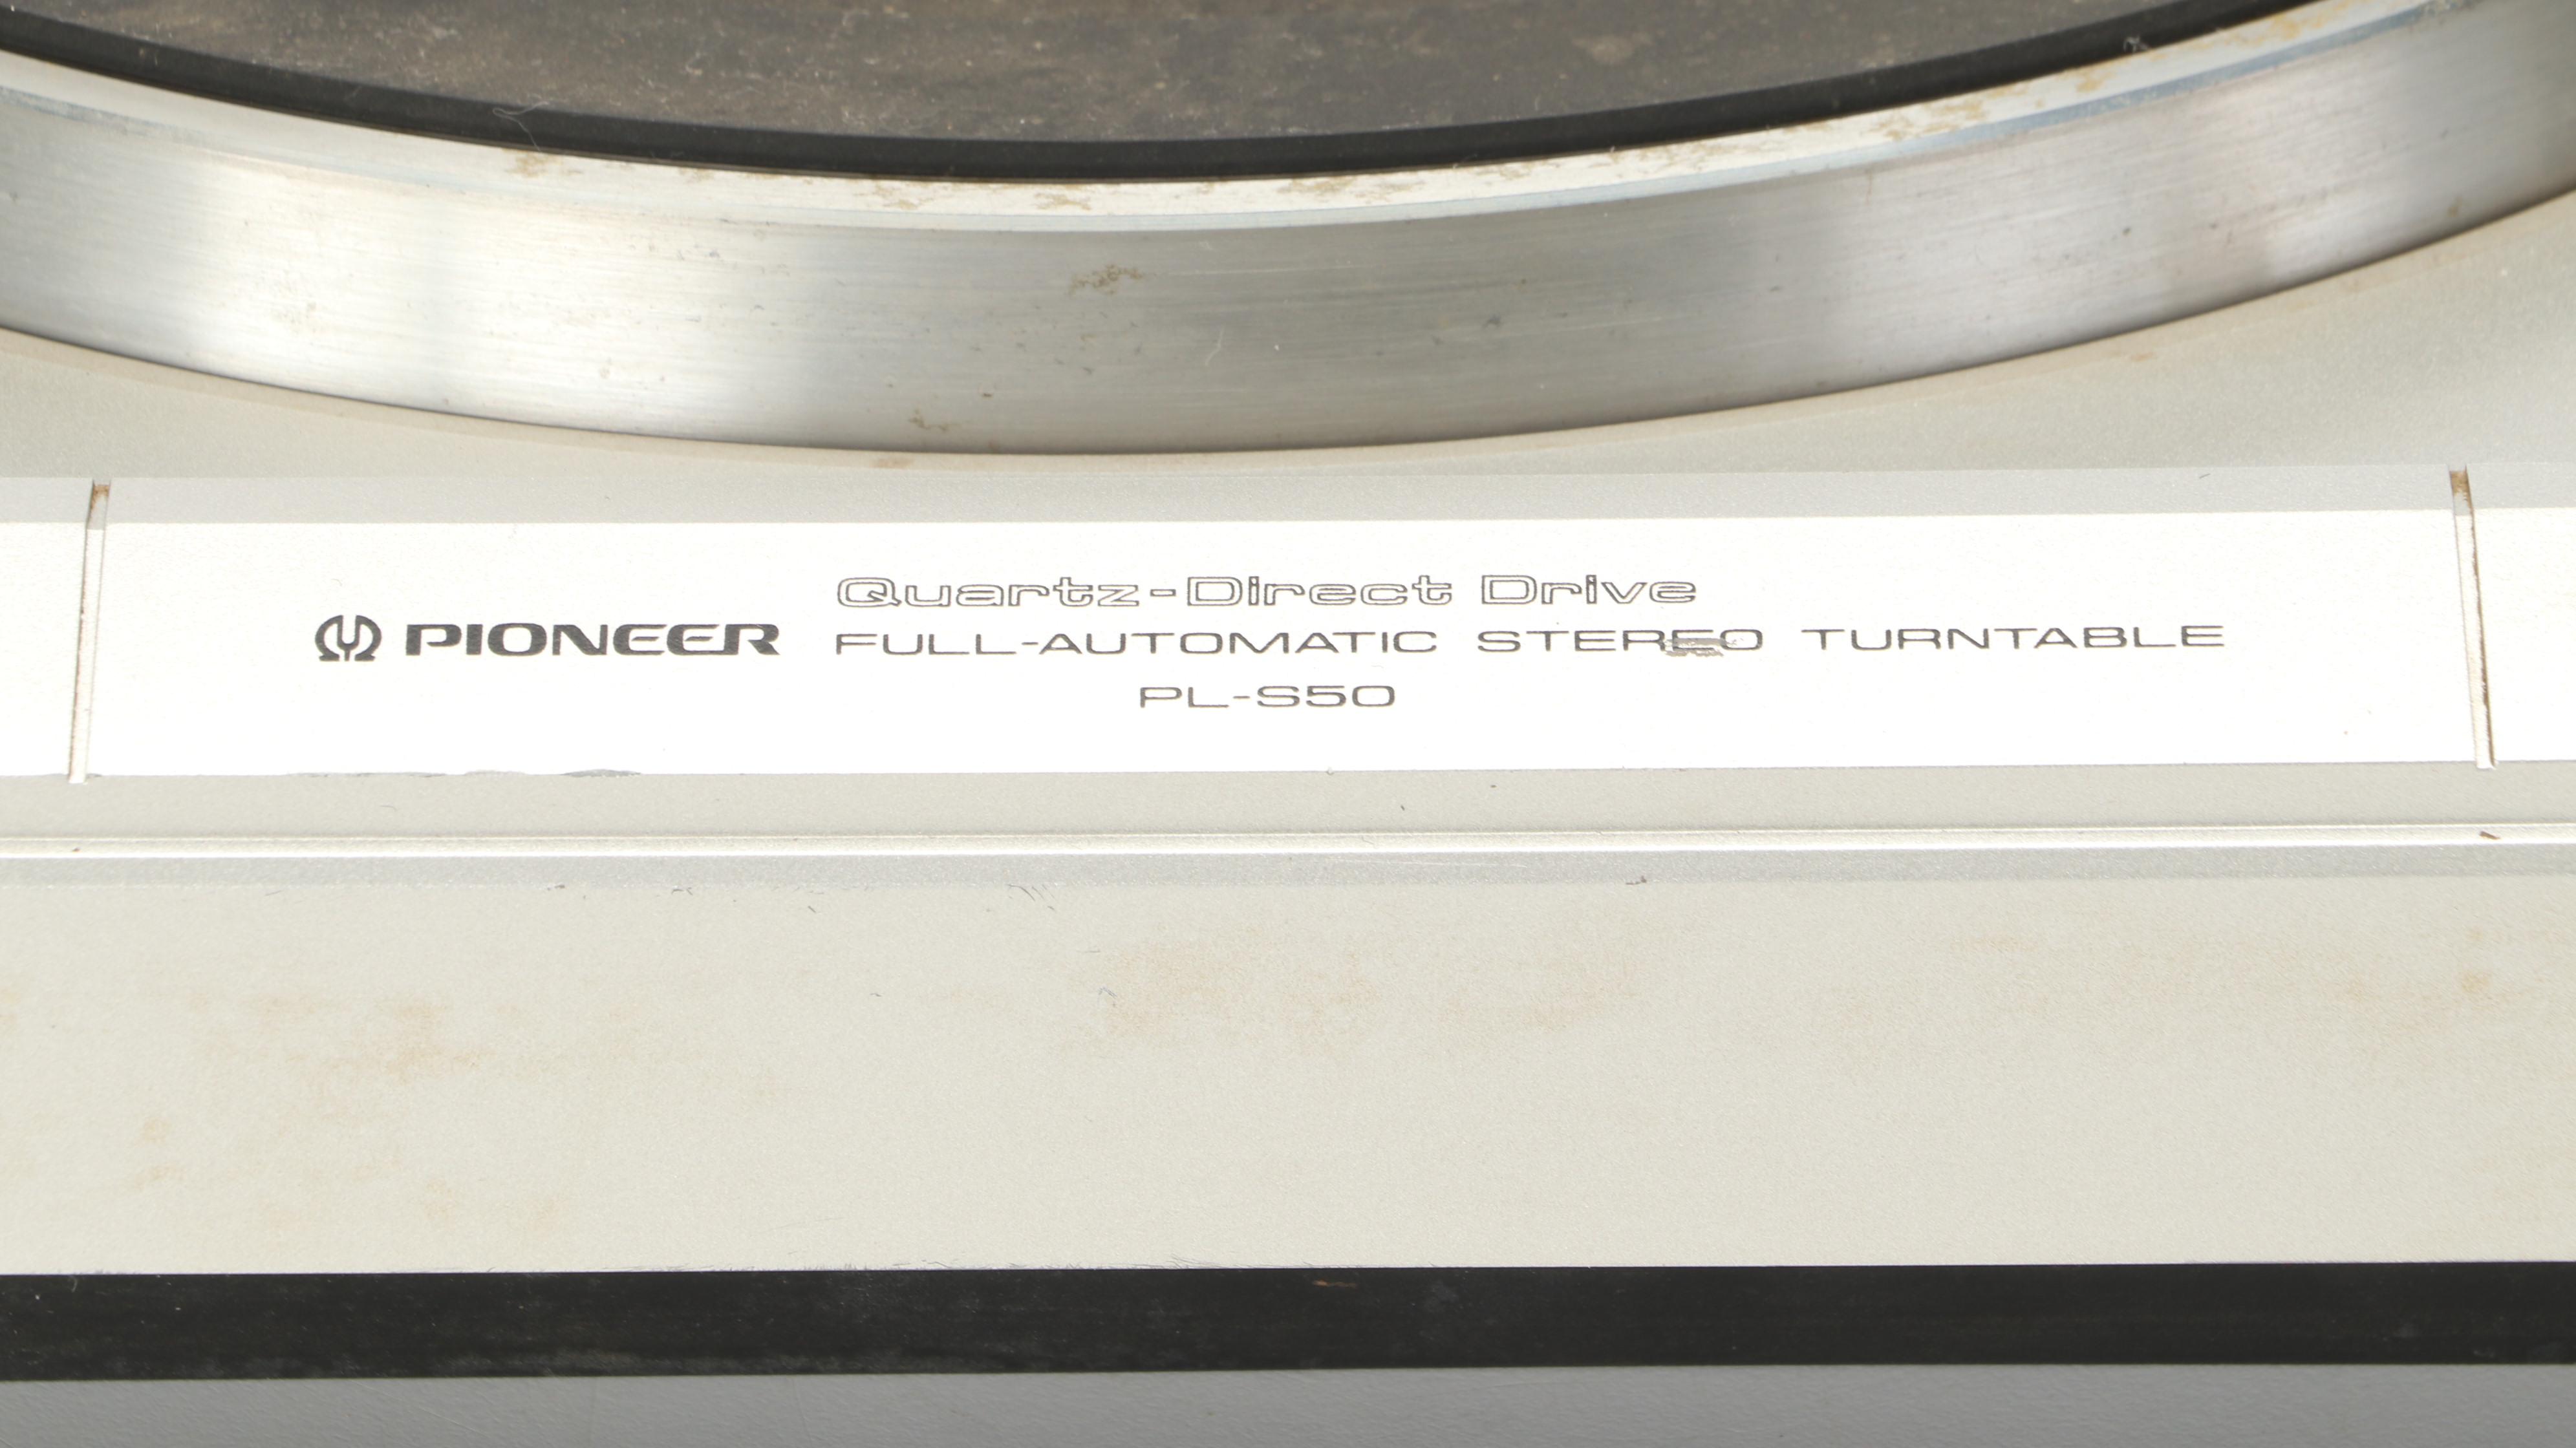 Quartz-Direct Drive
PIONEER FULL-AUTOMATIC STEREO TURNTABLE
PL-S50